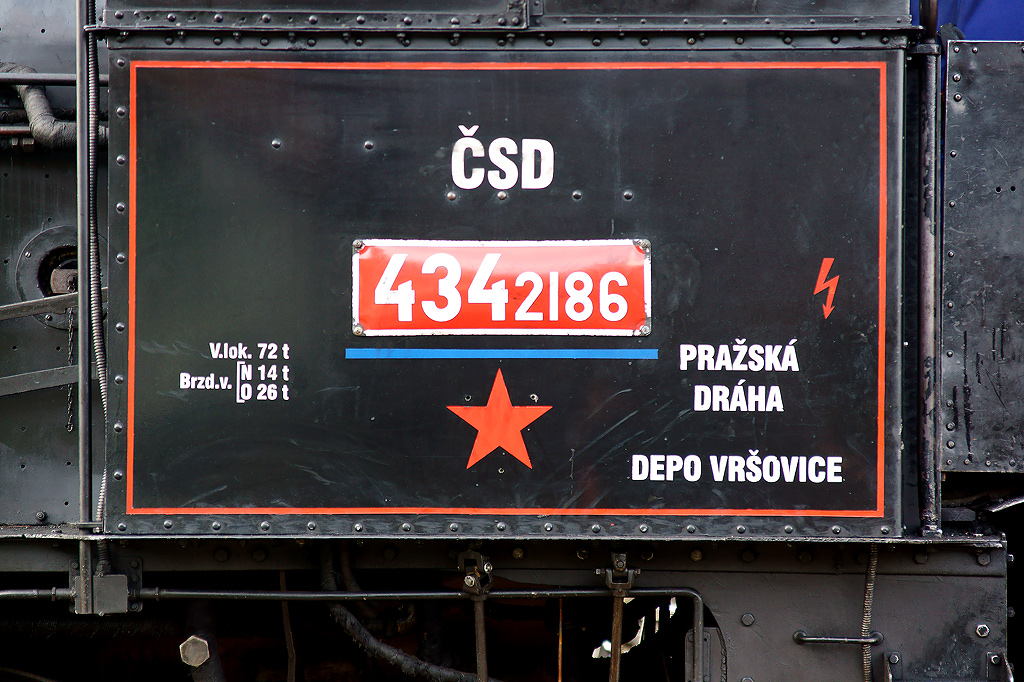 ČSD
4342186
V.lok. 72 t
Brzd.v. [N 14 t
[O 26 t
PRAŽSKÁ
DRÁHA
DEPO VRŠOVICE